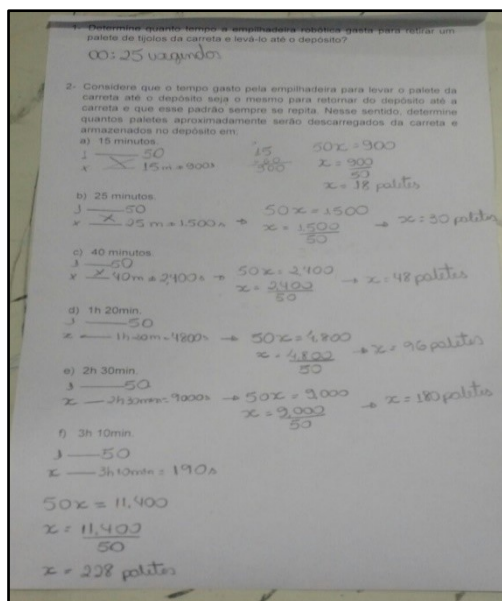 1- Determine quanto tempo a empilhadeira robótica gasta para retirar um
palete de tijolos da carreta e levá-lo até o depósito?
00:25
2- Considere que o tempo gasto pela empilhadeira para levar o palete da
carreta até o depósito seja o mesmo para retornar do depósito até a
carreta e que esse padrão sempre se repita. Nesse sentido, determine
quantos paletes aproximadamente serão descarregados da carreta e
armazenados no depósito em:
a) 15 minutos.
1 — 50
x — 15m = 900s
50x = 900
x = 900
50
x = 18 paletes
b) 25 minutos.
1 — 50
x — 25m = 1.500s → 50x = 1500
x = 1.500
50
→ x = 30 paletes
c) 40 minutos.
1 — 50
x — 40m = 2,400s → 50x = 2400
x = 2400
50
→ x = 48 paletes
d) 1h 20min.
1 — 50
x — 1h20m = 4800s → 50x = 4,800
x = 4,800
50
→ x = 96 paletes
e) 2h 30min.
1 — 50
x — 2h30min = 9000s → 50x = 9,000
x = 9,000
50
→ x = 180 paletes
f) 3h 10min.
1 — 50
x — 3h10min = 190s
50x = 11,400
x = 11,400
50
x = 228 paletes